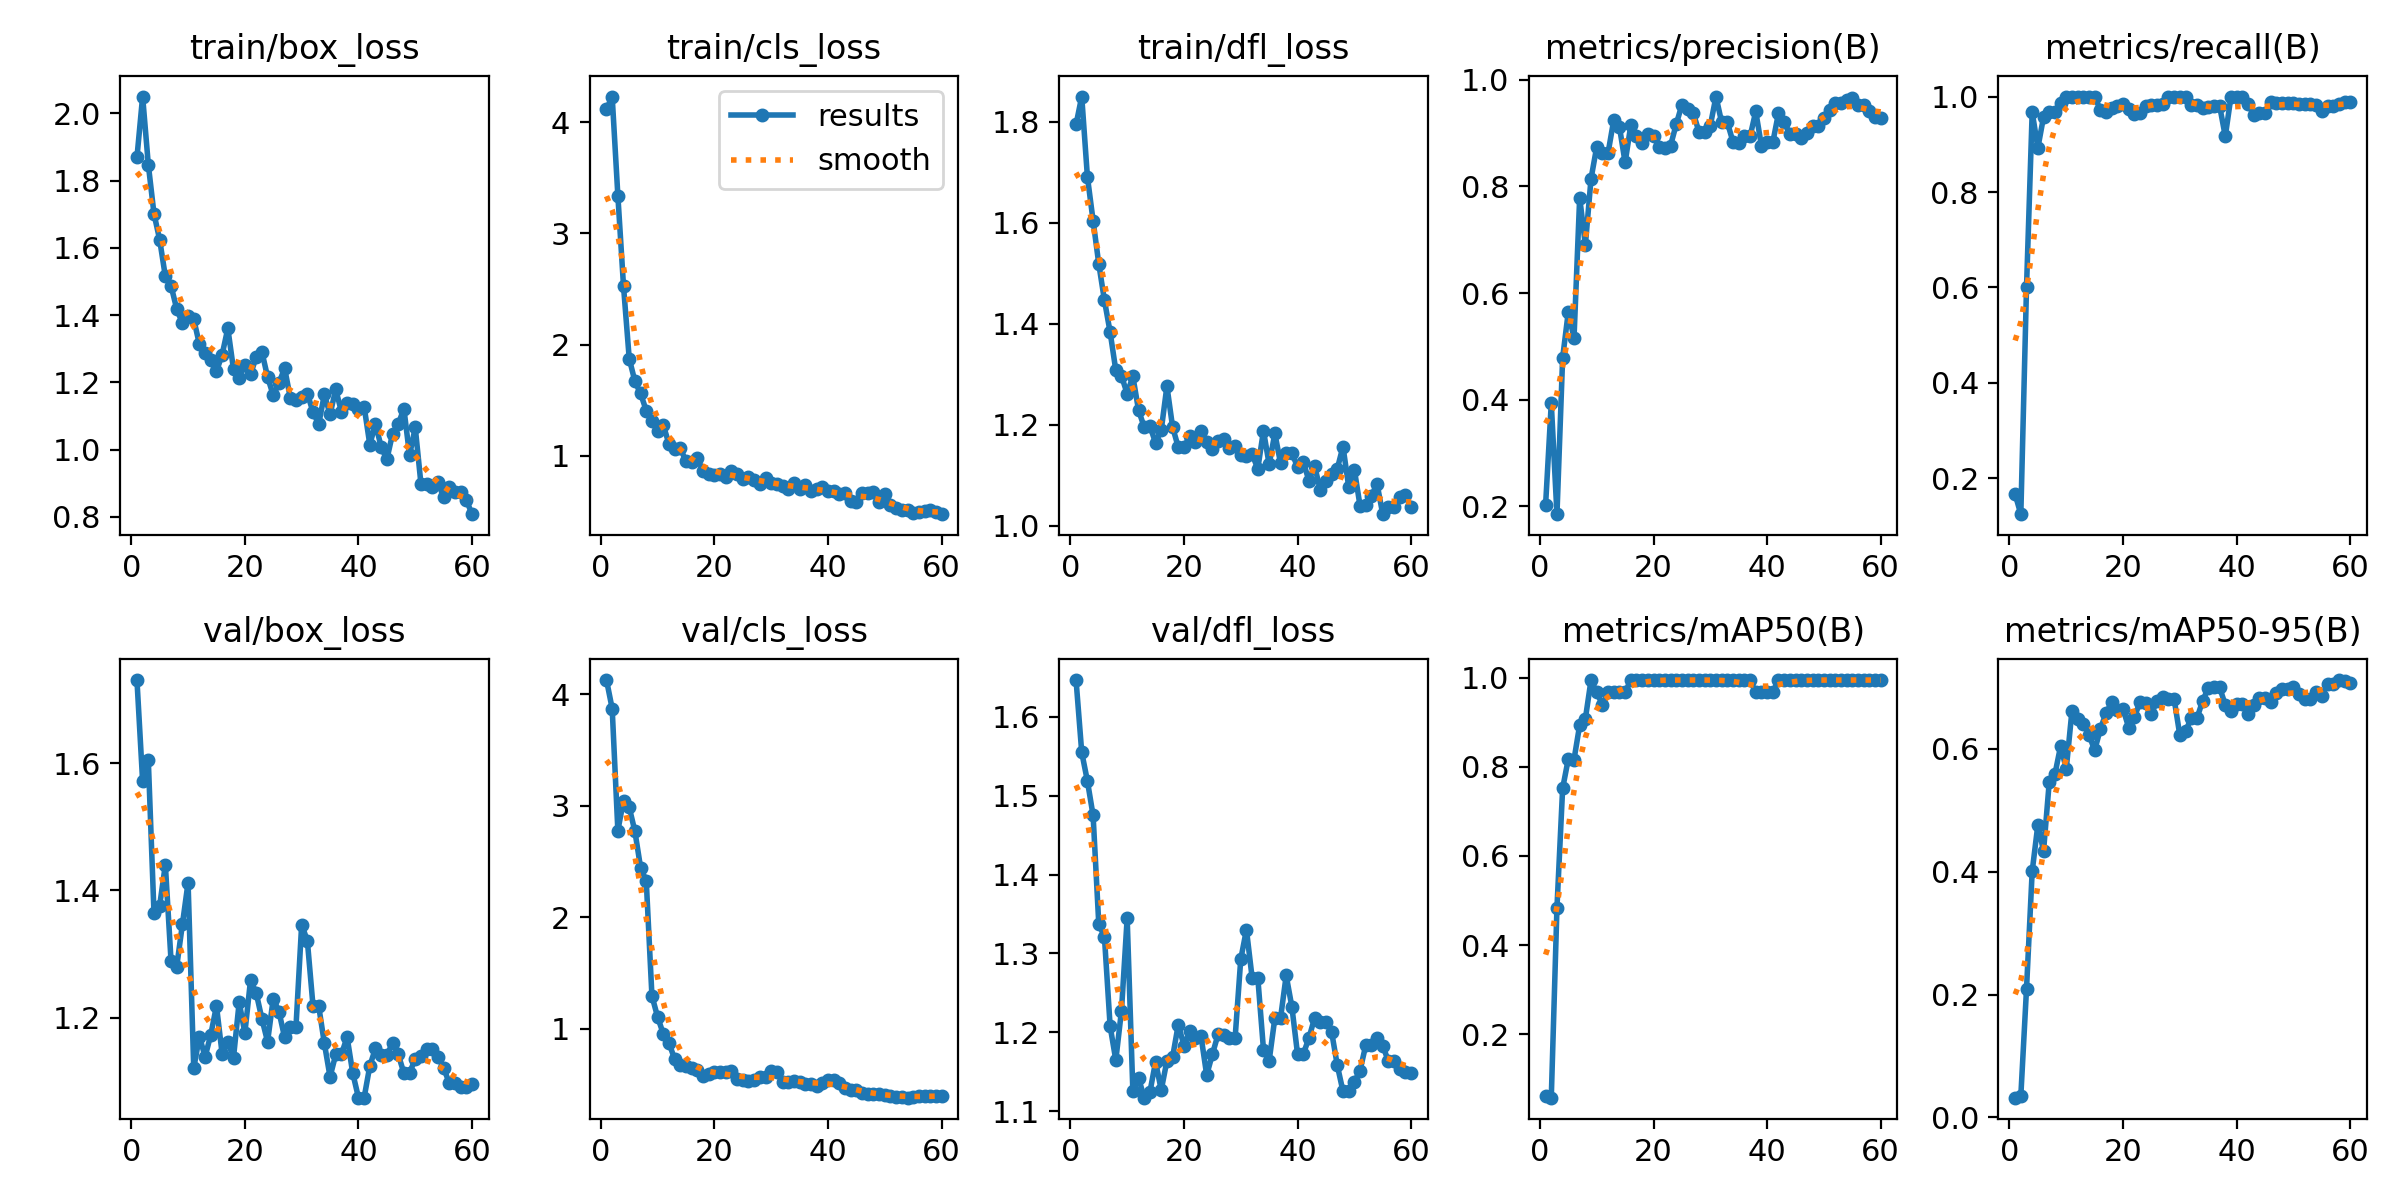 train/box_loss
2.0
1.8
1.6
1.4
1.2
1.0
0.8
0 20 40 60
train/cls_loss
results
smooth
4
3
2
1
0 20 40 60
train/dfl_loss
1.8
1.6
1.4
1.2
1.0
0 20 40 60
metrics/precision(B)
1.0
0.8
0.6
0.4
0.2
0 20 40 60
metrics/recall(B)
1.0
0.8
0.6
0.4
0.2
0 20 40 60
val/box_loss
1.6
1.4
1.2
0 20 40 60
val/cls_loss
4
3
2
1
0 20 40 60
val/dfl_loss
1.6
1.5
1.4
1.3
1.2
1.1
0 20 40 60
metrics/mAP50(B)
1.0
0.8
0.6
0.4
0.2
0 20 40 60
metrics/mAP50-95(B)
0.6
0.4
0.2
0.0
0 20 40 60